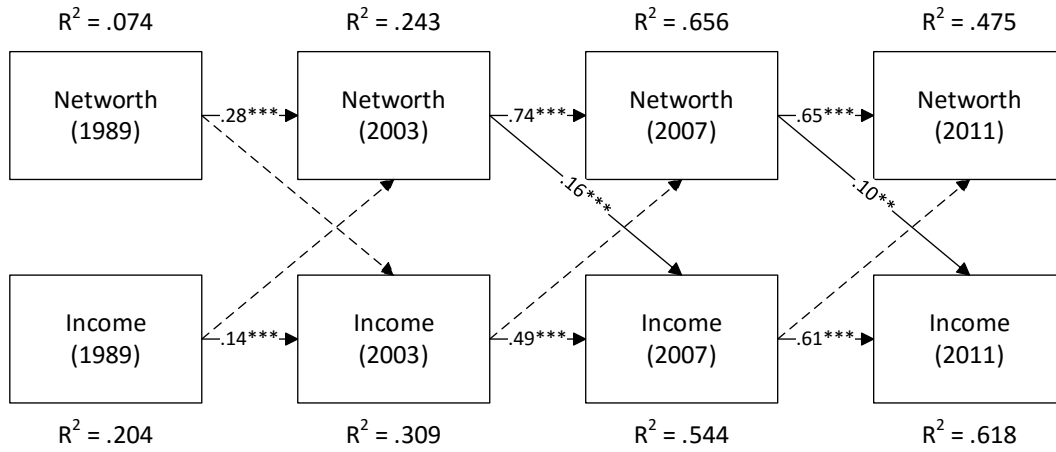 R² = .074
R² = .243
R² = .656
R² = .475
Networth
(1989)
Networth
(2003)
Networth
(2007)
Networth
(2011)
.28***
.74***
.65***
.16***
.10**
Income
(1989)
Income
(2003)
Income
(2007)
Income
(2011)
.14***
.49***
.61***
R² = .204
R² = .309
R² = .544
R² = .618